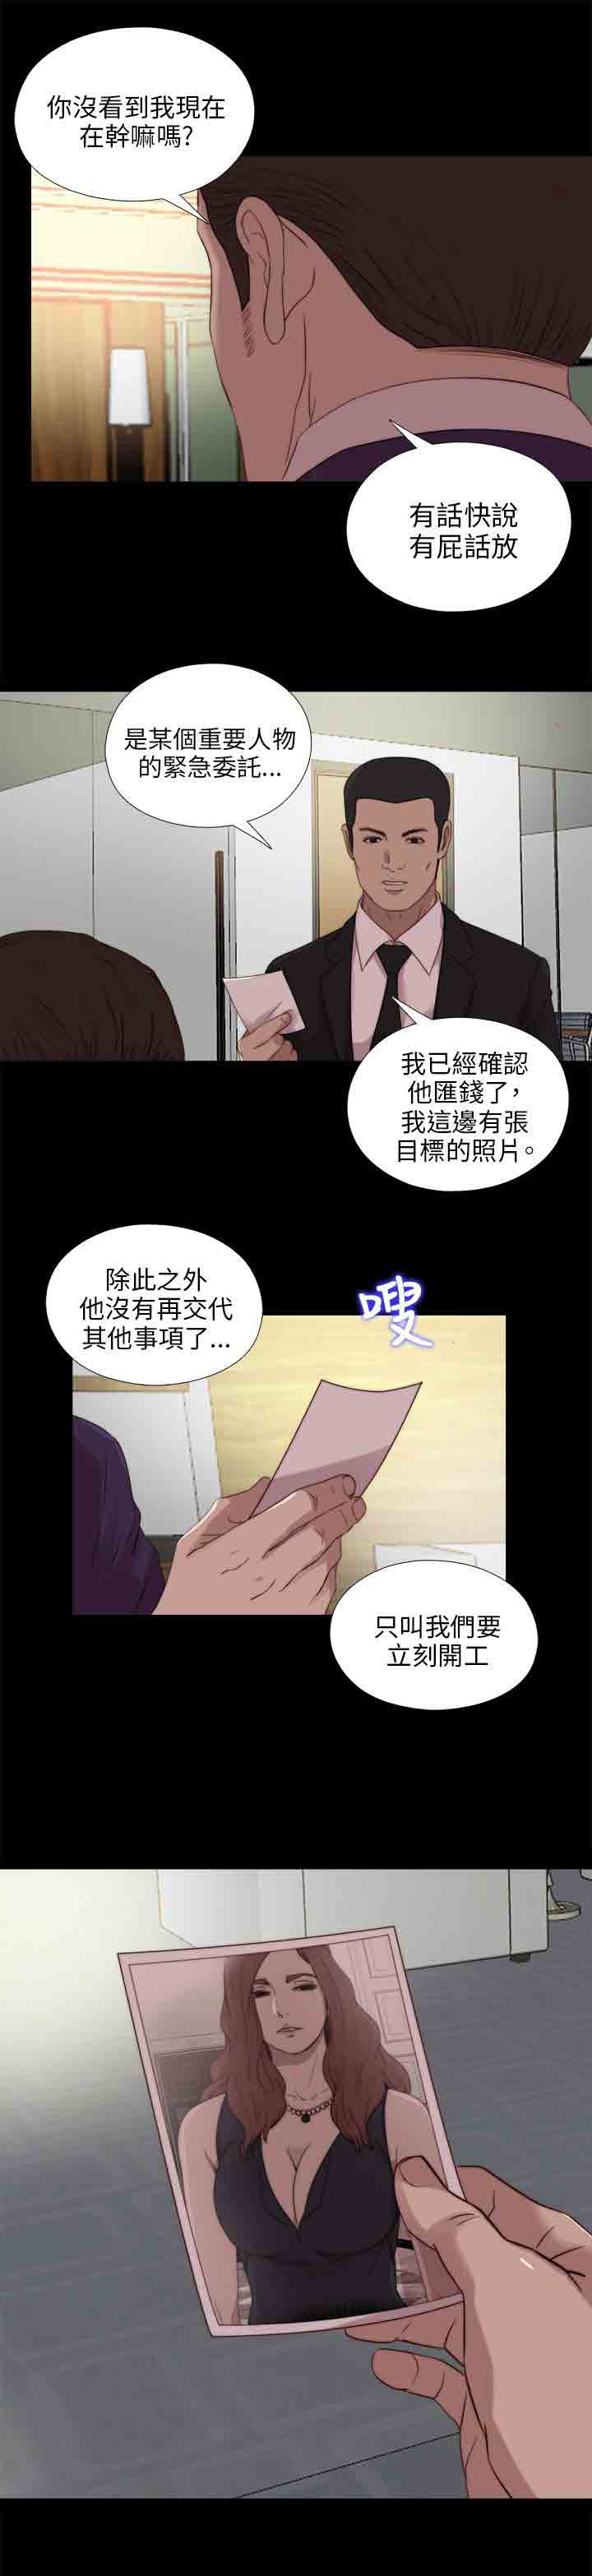 你沒看到我現在
在幹嘛嗎?
有話快說
有屁話放
是某個重要人物
的緊急委託...
我已經確認
他匯錢了，
我這邊有張
目標的照片。
除此之外
他沒有再交代
其他事項了...
嗖
只叫我們要
立刻開工